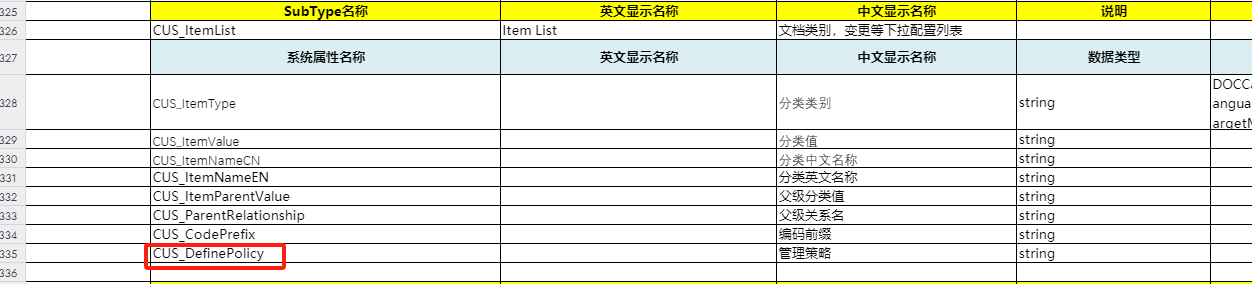 325 SubType名称 英文显示名称 中文显示名称 说明
326 CUS_ItemList Item List 文档类别，变更等下拉配置列表
327 系统属性名称 英文显示名称 中文显示名称 数据类型
DOCCa
328 CUS_ItemType 分类类别 string angua
argetM
329 CUS_ItemValue 分类值 string
330 CUS_ItemNameCN 分类中文名称 string
331 CUS_ItemNameEN 分类英文名称 string
332 CUS_ItemParentValue 父级分类值 string
333 CUS_ParentRelationship 父级关系名 string
334 CUS_CodePrefix 编码前缀 string
335 CUS_DefinePolicy 管理策略 string
336